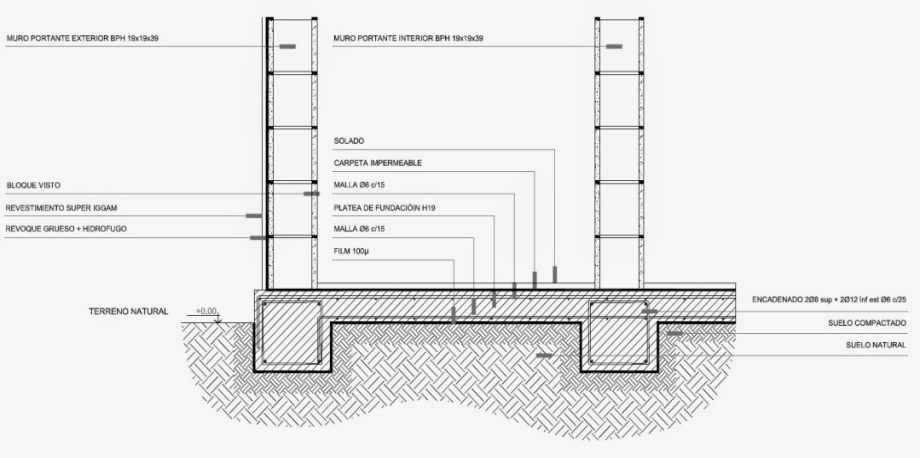 MURO PORTANTE EXTERIOR BPH 19x19x39
MURO PORTANTE INTERIOR BPH 19x19x39
SOLADO
CARPETA IMPERMEABLE
BLOQUE VISTO
MALLA Ø6 c/15
REVESTIMIENTO SUPER IGGAM
PLATEA DE FUNDACIÓIN H19
REVOQUE GRUESO + HIDROFUGO
MALLA Ø6 c/15
FILM 100µ
ENCADENADO 2Ø8 sup + 2Ø12 inf est Ø6 c/25
TERRENO NATURAL
+0.00
SUELO COMPACTADO
SUELO NATURAL